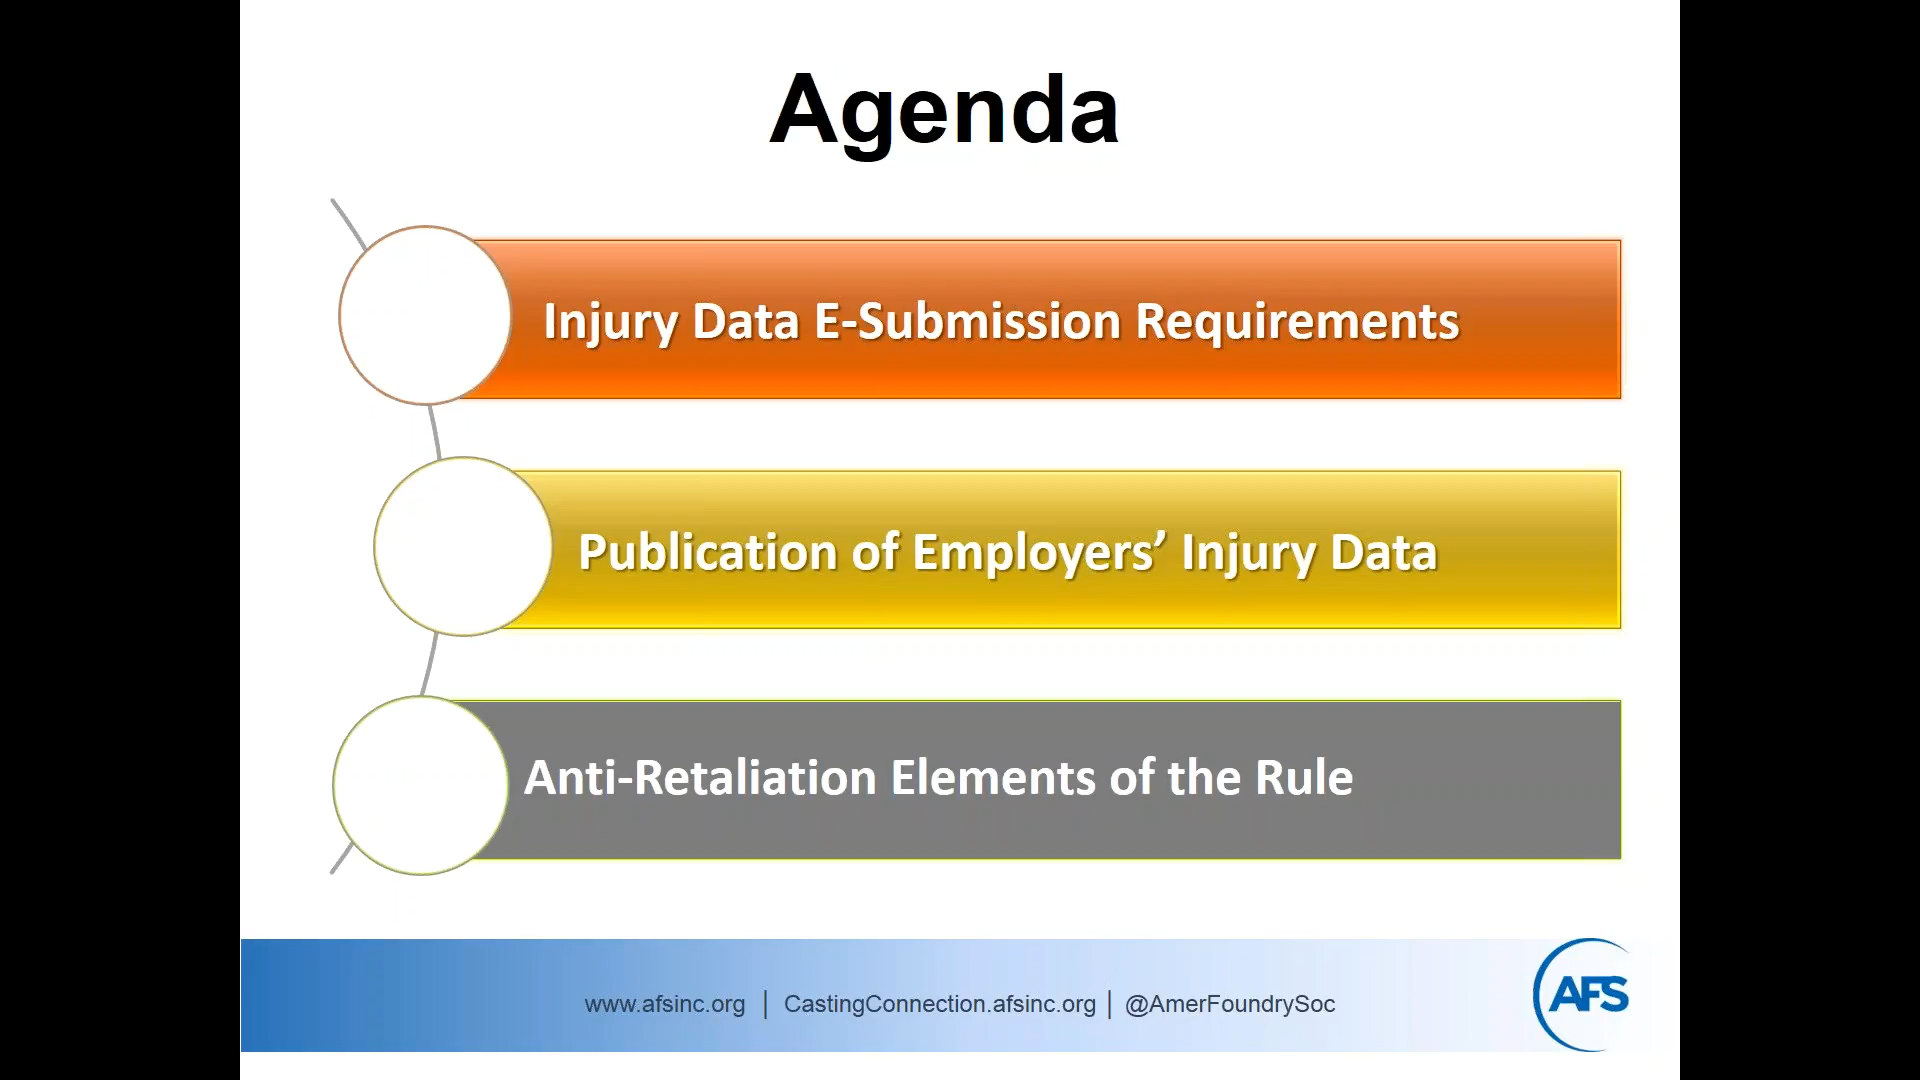 Agenda
Injury Data E-Submission Requirements
Publication of Employers’ Injury Data
Anti-Retaliation Elements of the Rule
www.afsinc.org | CastingConnection.afsinc.org | @AmerFoundrySoc
AFS